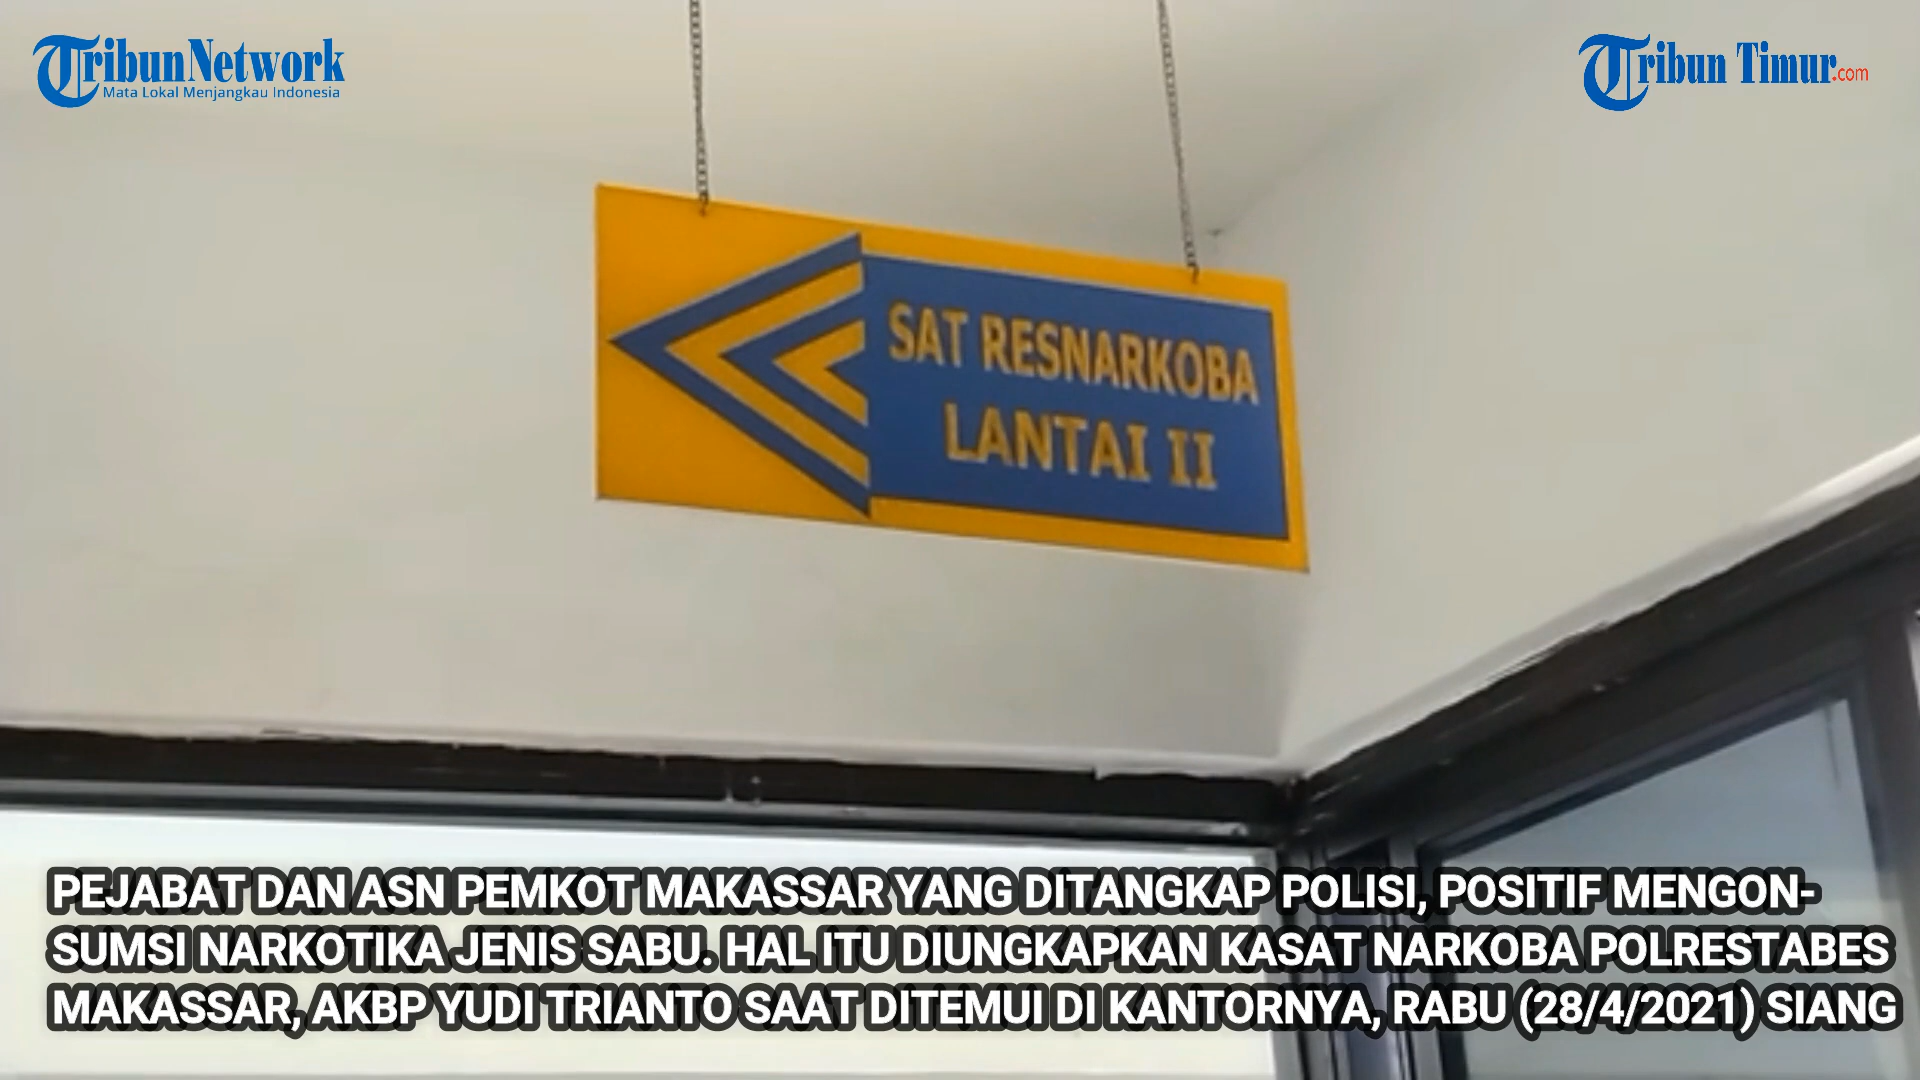 TribunNetwork
Mata Lokal Menjangkau Indonesia
Tribun Timur.com
SAT RESNARKOBA
LANTAI II
PEJABAT DAN ASN PEMKOT MAKASSAR YANG DITANGKAP POLISI, POSITIF MENGON-
SUMSI NARKOTIKA JENIS SABU. HAL ITU DIUNGKAPKAN KASAT NARKOBA POLRESTABES
MAKASSAR, AKBP YUDI TRIANTO SAAT DITEMUI DI KANTORNYA, RABU (28/4/2021) SIANG